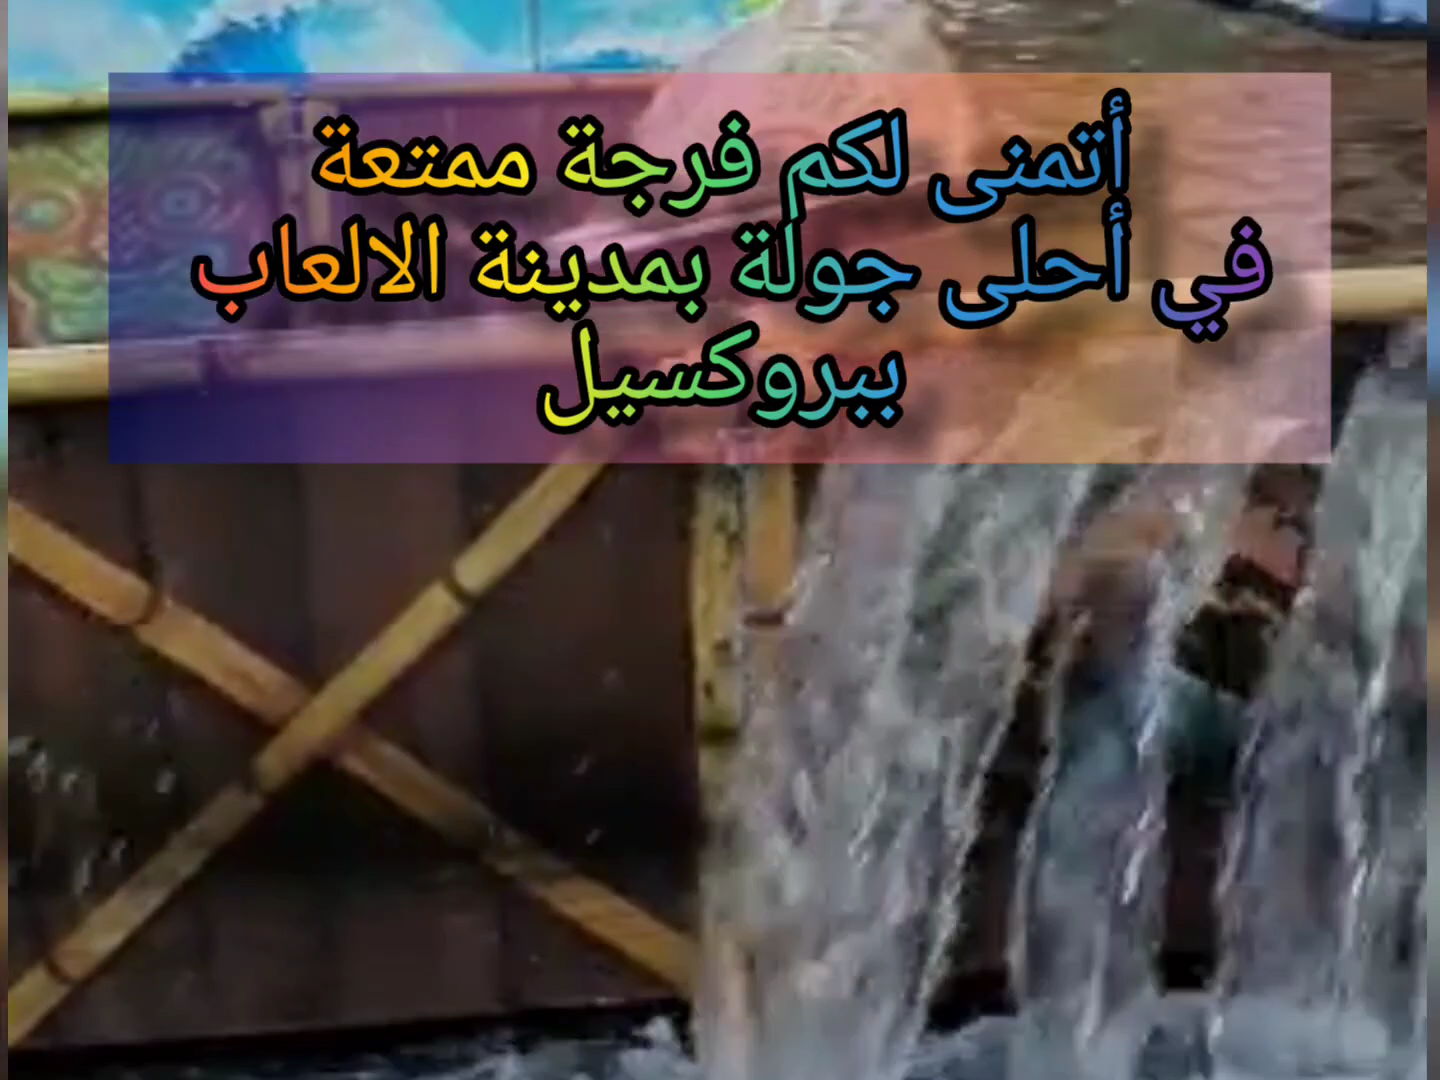 أتمنى لكم فرجة ممتعة
في أحلى جولة بمدينة الالعاب
ببروكسيل